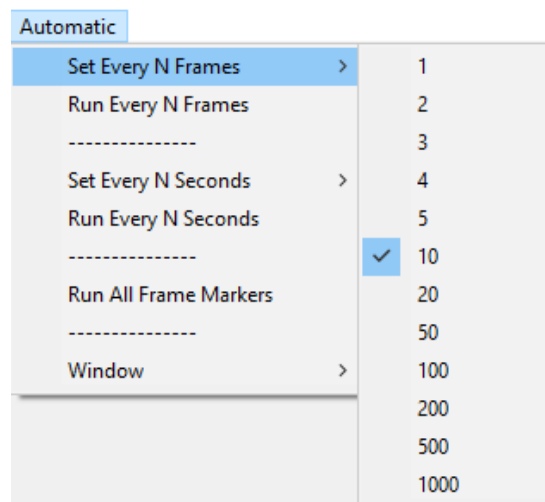 Automatic
Set Every N Frames
Run Every N Frames
---------------
Set Every N Seconds
Run Every N Seconds
---------------
Run All Frame Markers
---------------
Window
1
2
3
4
5
10
20
50
100
200
500
1000